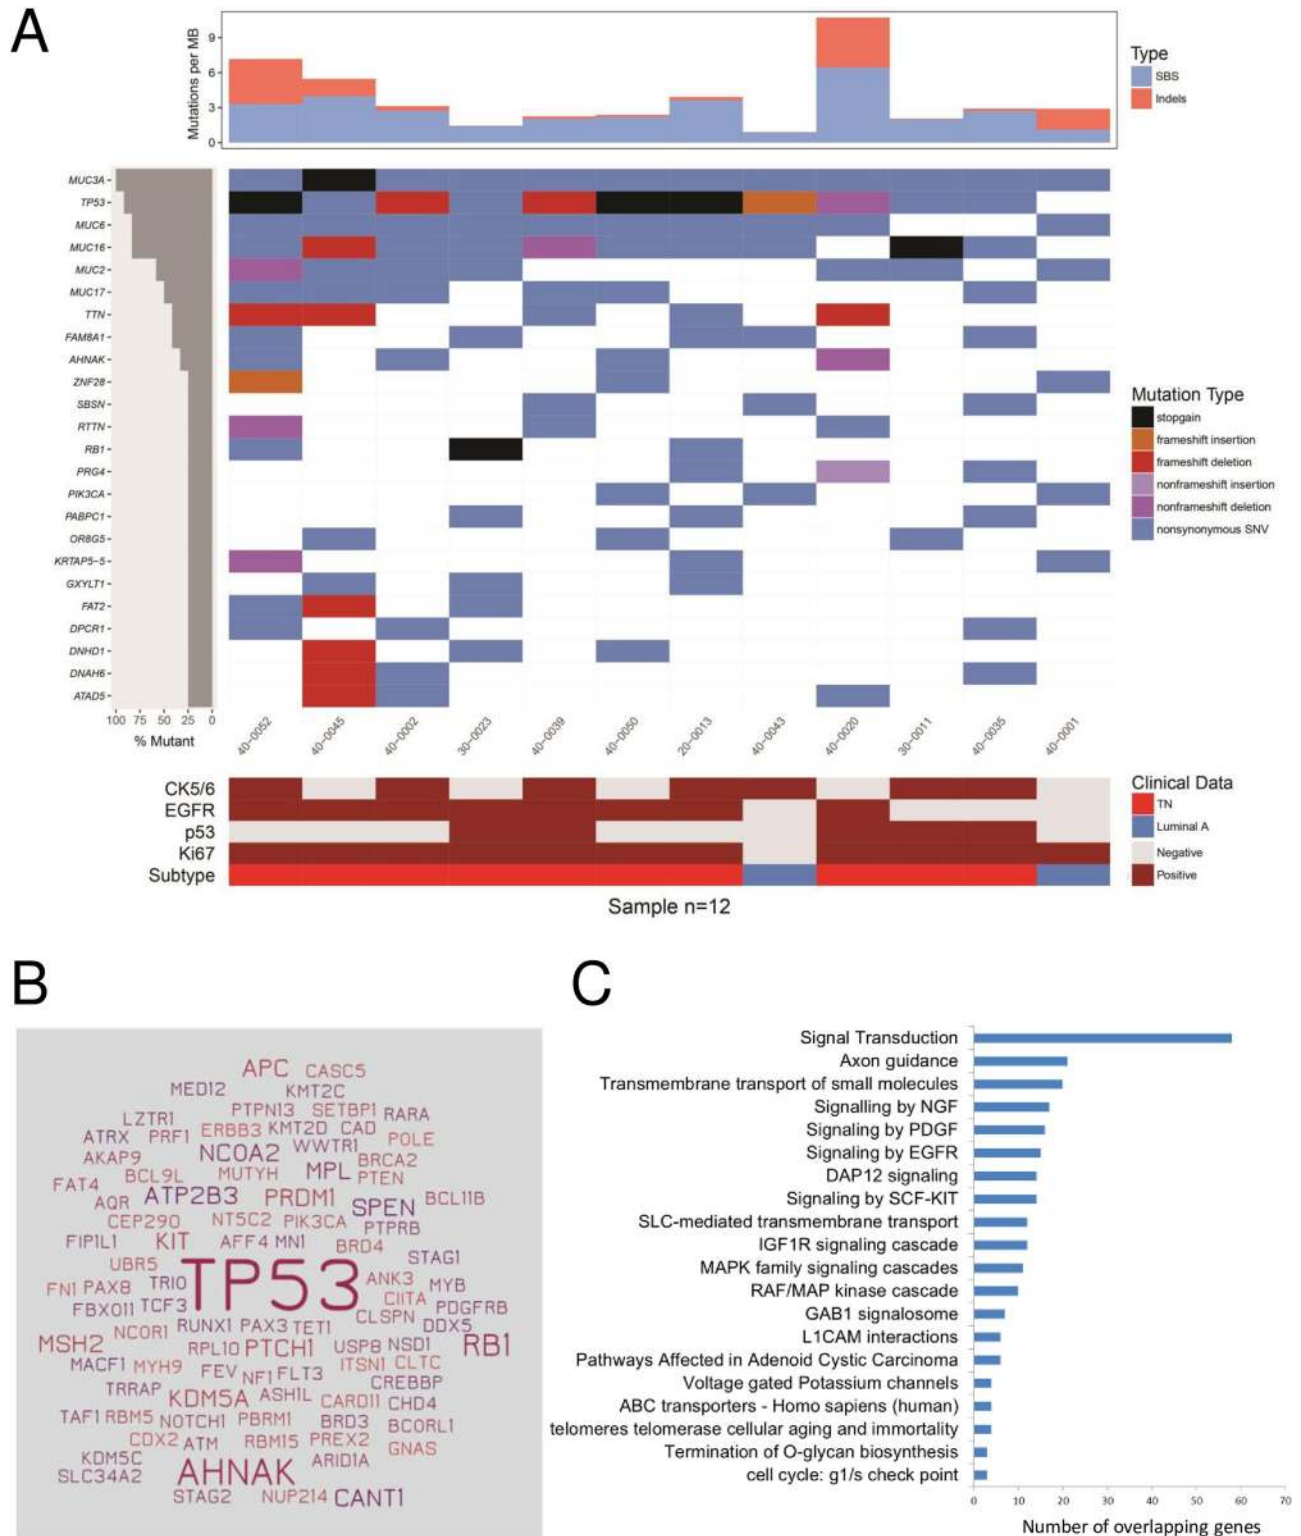 A
Mutations per MB
9
6
3
0
Type
SBS
Indels
MUC3A
TP53
MUC6
MUC16
MUC2
MUC17
TTN
FAM8A1
AHNAK
ZNF28
SBSN
RTTN
RB1
PRG4
PIK3CA
PABPC1
OR8G5
KRTAP5-5
GXYLT1
FAT2
DPCR1
DNHD1
DNAH6
ATAD5
100 75 50 25 0
% Mutant
Mutation Type
stopgain
frameshift insertion
frameshift deletion
nonframeshift insertion
nonframeshift deletion
nonsynonymous SNV
40-0052 40-0045 40-0002 30-0023 40-0039 40-0050 20-0013 40-0043 40-0020 30-0011 40-0035 40-0001
CK5/6
EGFR
p53
Ki67
Subtype
Clinical Data
TN
Luminal A
Negative
Positive
Sample n=12
B
APC CASC5
MED12 KMT2C
PTPN13 SETBP1 RARA
LZTR1 ERBB3 KMT2D CAD
ATRX PRF1 WWTR1 POLE
AKAP9 NCOA2 BRCA2
BCL9L MUTYH MPL PTEN
FAT4 ATP2B3 PRDM1 BCL11B
AQR SPEN
CEP290 NT5C2 PIK3CA PTPRB
FIP1L1 KIT AFF4 MN1 BRD4
STAG1
UBR5 TP53 ANK3
FN1 PAX8 TRIO MYB
CIITA
FBXO11 TCF3 CLSPN PDGFRB
NCOR1 RUNX1 PAX3 TET1 DDX5
MSH2 RPL10 PTCH1 USP8 NSD1 RB1
MACF1 MYH9 FEV NF1 FLT3 ITSN1 CLTC
TRRAP CREBBP
KDM5A ASH1L CARD11 CHD4
TAF1 RBM5 NOTCH1 PBRM1 BRD3 BCORL1
CDX2 ATM RBM15 PREX2 GNAS
KDM5C ARID1A
SLC34A2 AHNAK
STAG2 NUP214 CANT1
C
Signal Transduction
Axon guidance
Transmembrane transport of small molecules
Signalling by NGF
Signaling by PDGF
Signaling by EGFR
DAP12 signaling
Signaling by SCF-KIT
SLC-mediated transmembrane transport
IGF1R signaling cascade
MAPK family signaling cascades
RAF/MAP kinase cascade
GAB1 signalosome
L1CAM interactions
Pathways Affected in Adenoid Cystic Carcinoma
Voltage gated Potassium channels
ABC transporters - Homo sapiens (human)
telomeres telomerase cellular aging and immortality
Termination of O-glycan biosynthesis
cell cycle: g1/s check point
0 10 20 30 40 50 60 70
Number of overlapping genes